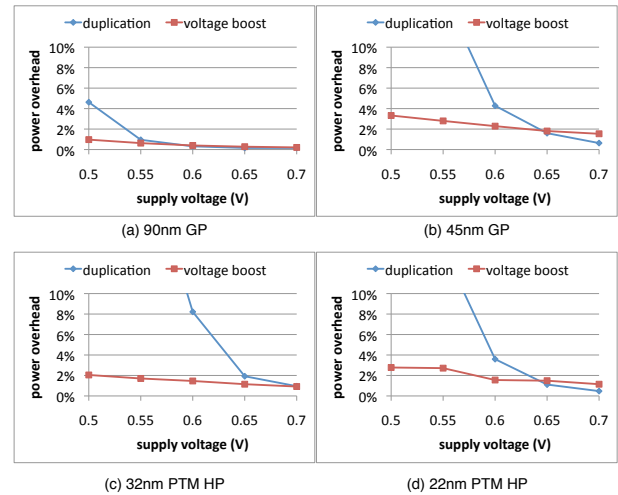 duplication voltage boost
10%
8%
6%
4%
2%
0%
power overhead
0.5 0.55 0.6 0.65 0.7
supply voltage (V)
(a) 90nm GP
duplication voltage boost
10%
8%
6%
4%
2%
0%
power overhead
0.5 0.55 0.6 0.65 0.7
supply voltage (V)
(b) 45nm GP
duplication voltage boost
10%
8%
6%
4%
2%
0%
power overhead
0.5 0.55 0.6 0.65 0.7
supply voltage (V)
(c) 32nm PTM HP
duplication voltage boost
10%
8%
6%
4%
2%
0%
power overhead
0.5 0.55 0.6 0.65 0.7
supply voltage (V)
(d) 22nm PTM HP